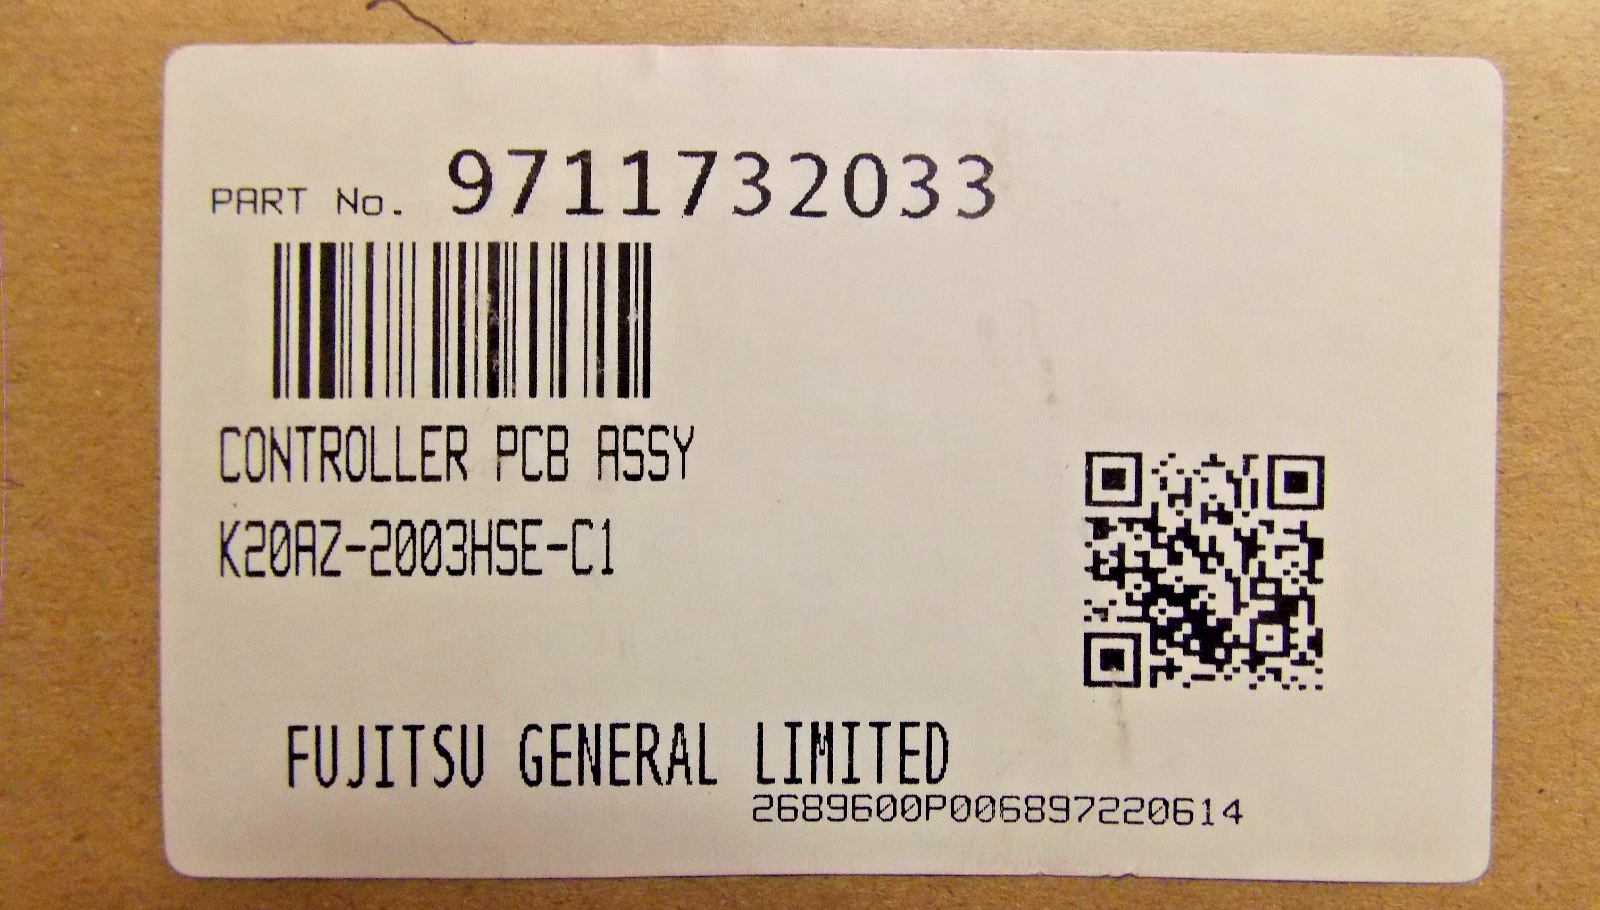 PART No. 9711732033
CONTROLLER PCB ASSY
K20AZ-2003HSE-C1
FUJITSU GENERAL LIMITED
2689600P006897220614